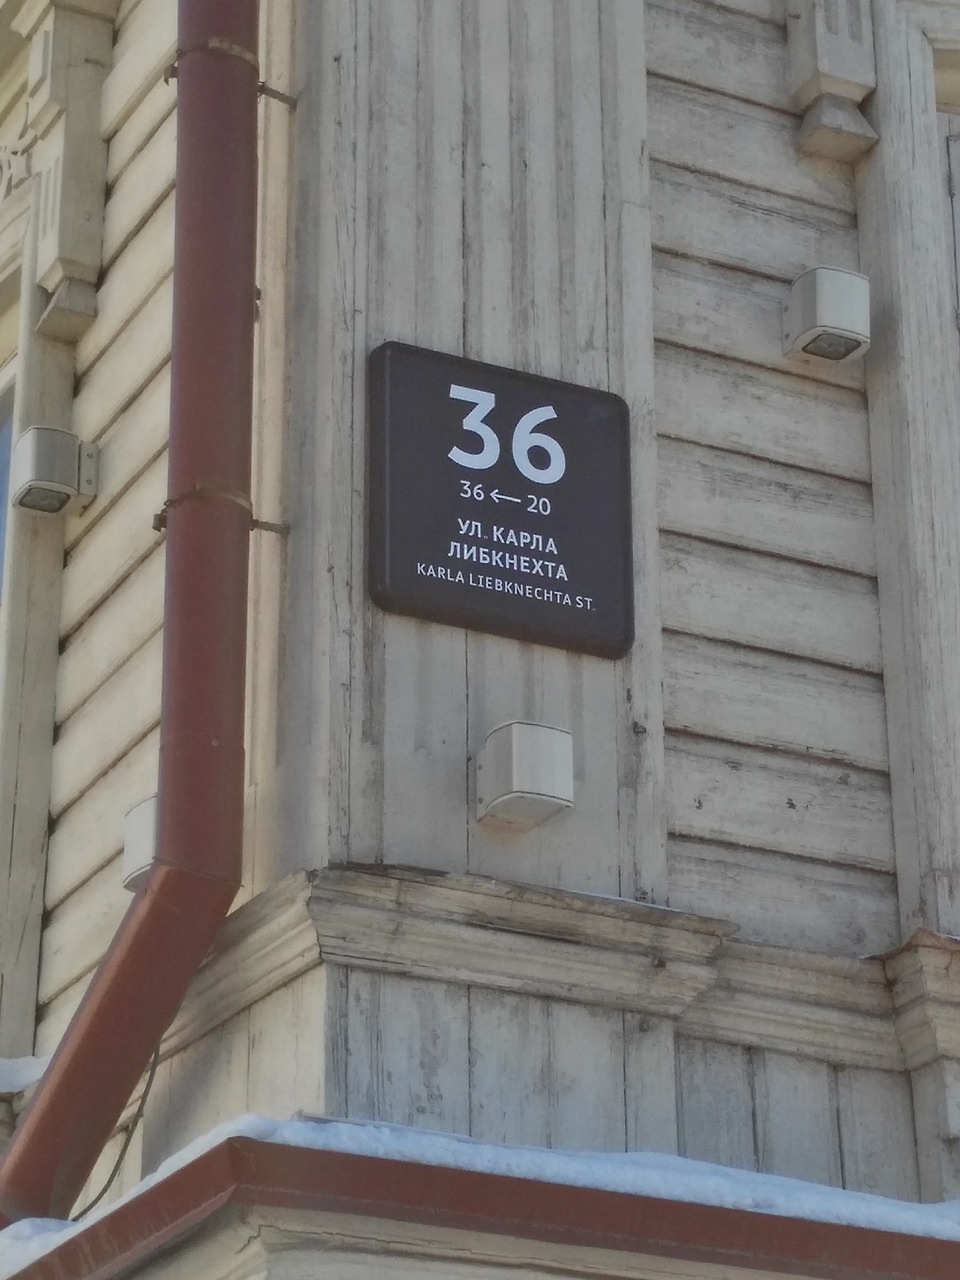 36
36 ← 20
УЛ. КАРЛА
ЛИБКНЕХТА
KARLA LIEBKNECHTA ST.